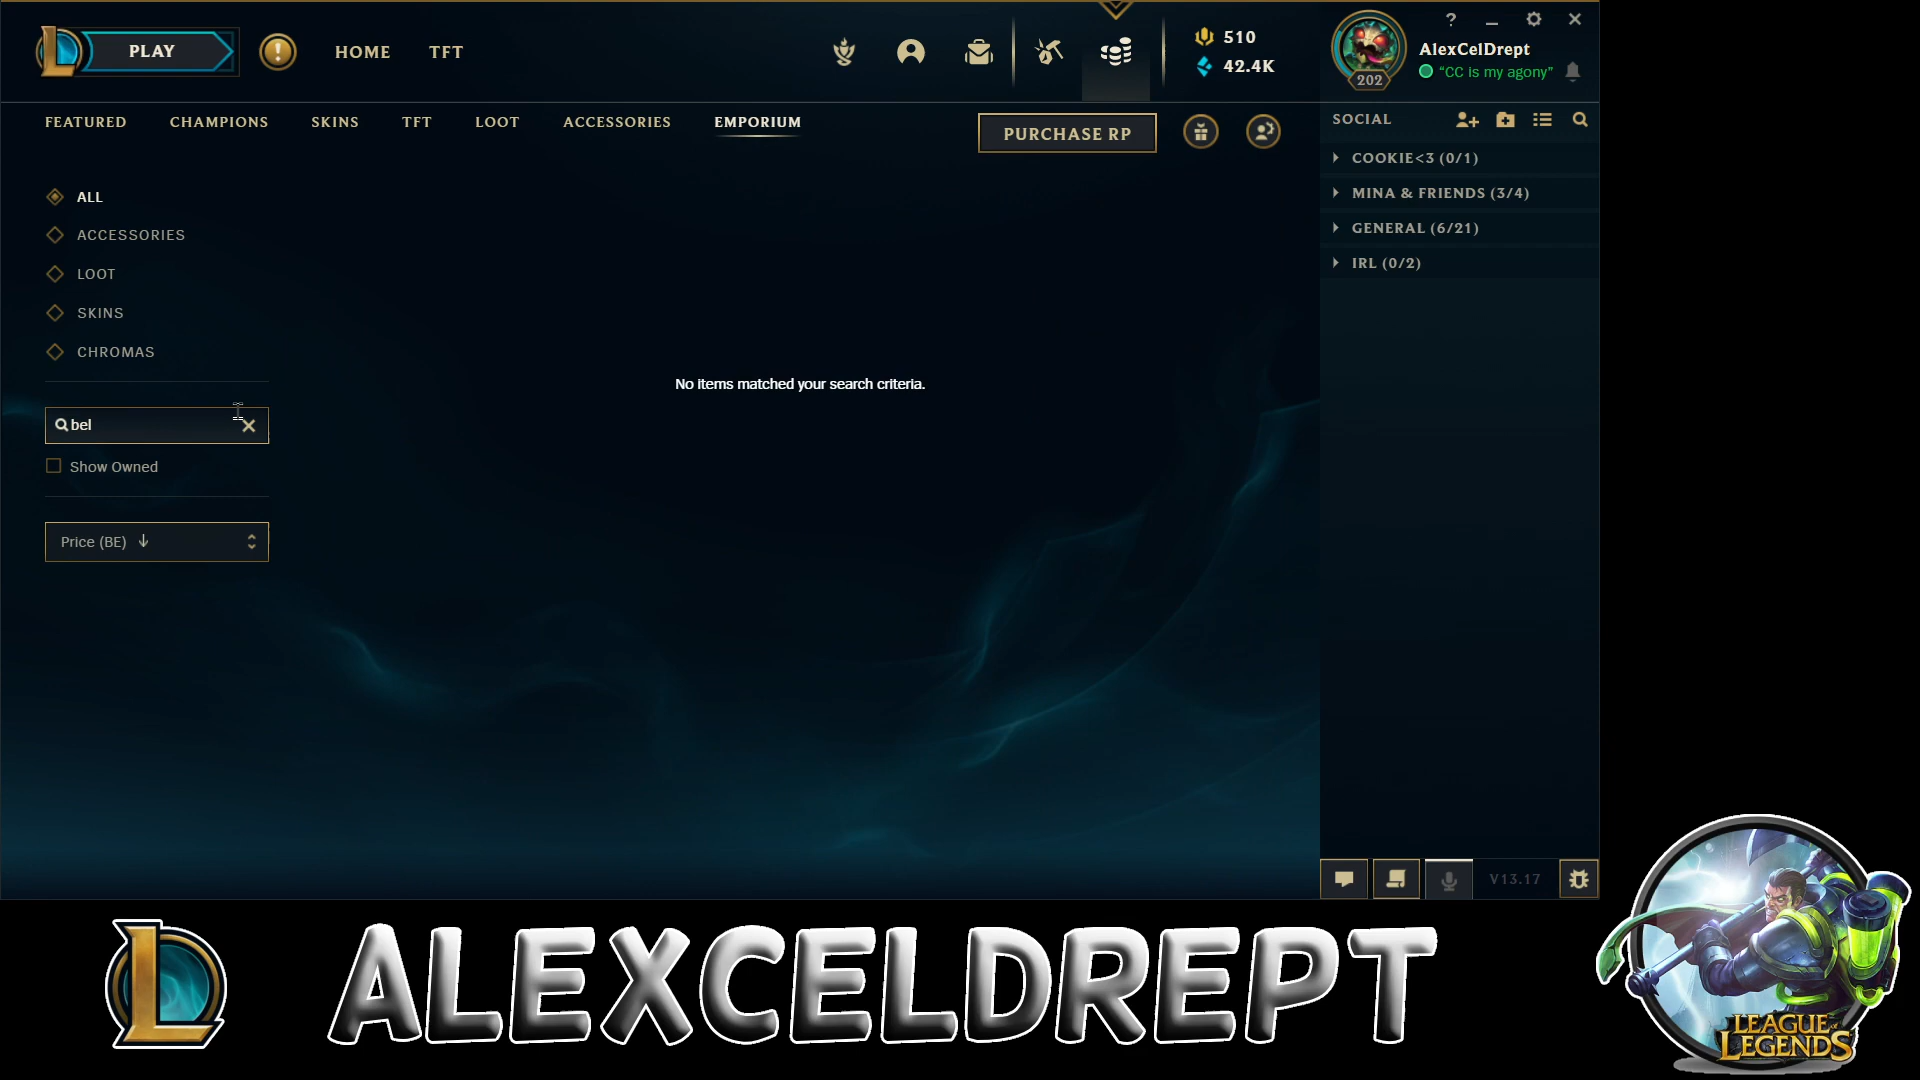 PLAY
HOME
TFT
510
42.4K
202
AlexCelDrept
"CC is my agony"
FEATURED
CHAMPIONS
SKINS
TFT
LOOT
ACCESSORIES
EMPORIUM
PURCHASE RP
SOCIAL
COOKIE<3 (0/1)
MINA & FRIENDS (3/4)
GENERAL (6/21)
IRL (0/2)
ALL
ACCESSORIES
LOOT
SKINS
CHROMAS
bel
Show Owned
Price (BE)
No items matched your search criteria.
V13.17
ALEXCELDREPT
LEAGUE of
LEGENDS